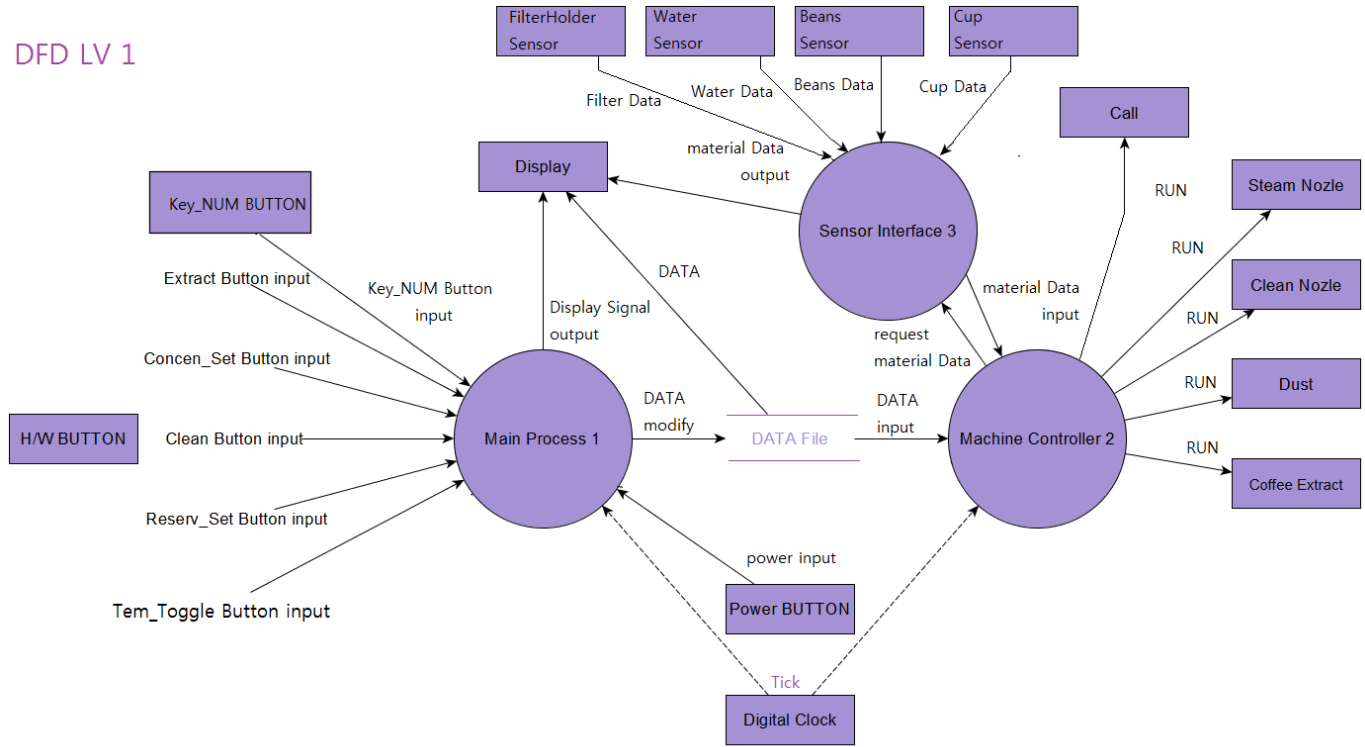 DFD LV 1
FilterHolder
Sensor
Water
Sensor
Beans
Sensor
Cup
Sensor
Filter Data
Water Data
Beans Data
Cup Data
Call
material Data
output
Display
Key_NUM BUTTON
Sensor Interface 3
RUN
Steam Nozle
RUN
Extract Button input
Key_NUM Button
input
DATA
material Data
input
Clean Nozle
RUN
Display Signal
output
request
material Data
Concen_Set Button input
RUN
Dust
DATA
modify
DATA
input
H/W BUTTON
Clean Button input
Main Process 1
DATA File
Machine Controller 2
RUN
Coffee Extract
Reserv_Set Button input
power input
Tem_Toggle Button input
Power BUTTON
Tick
Digital Clock